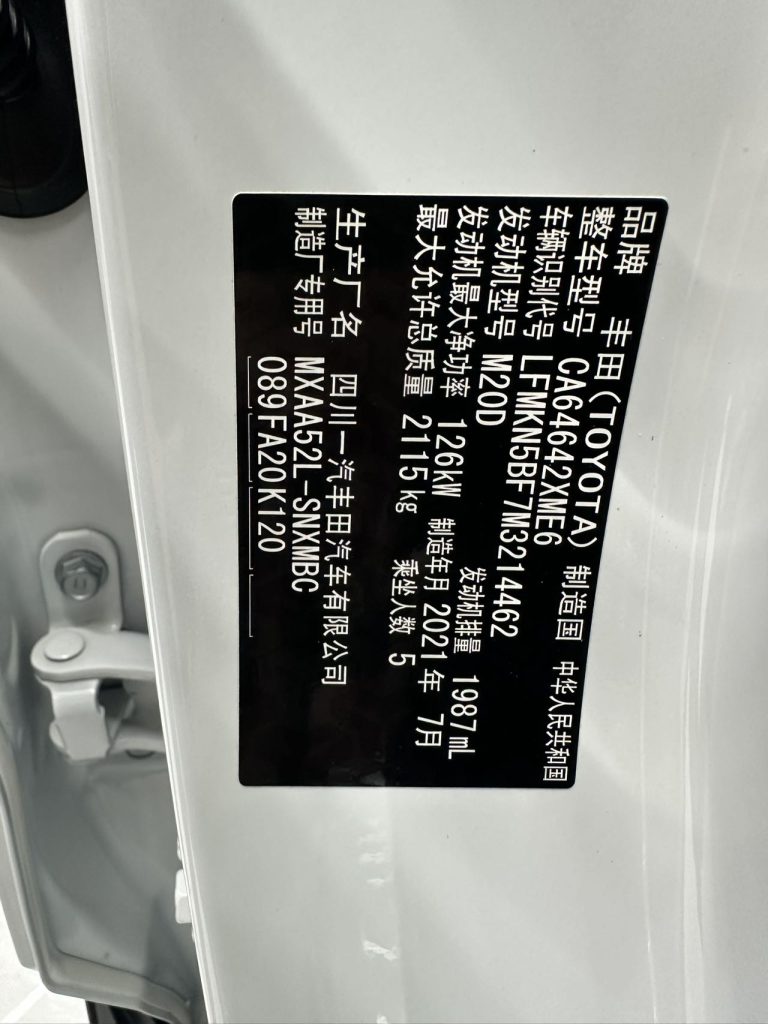 品牌 丰田(TOYOTA) 制造国 中华人民共和国
整车型号 CA64642XME6
车辆识别代号 LFMKN5BF7M3214462
发动机型号 M20D 发动机排量 1987mL
发动机最大净功率 126kW 制造年月 2021年 7月
最大允许总质量 2115kg 乘坐人数 5
生产厂名 四川一汽丰田汽车有限公司
制造厂专用号 MXAA52L-SNXMBC
089FA20K120